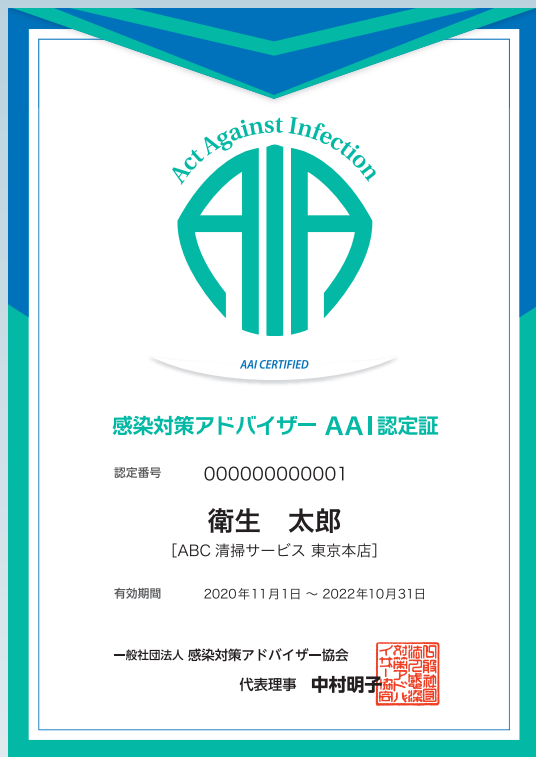 Act Against Infection
AIA
AAI CERTIFIED
感染対策アドバイザー AAI認定証
認定番号 000000000001
衛生 太郎
[ABC 清掃サービス 東京本店]
有効期間 2020年11月1日 ～ 2022年10月31日
一般社団法人 感染対策アドバイザー協会
代表理事 中村明子